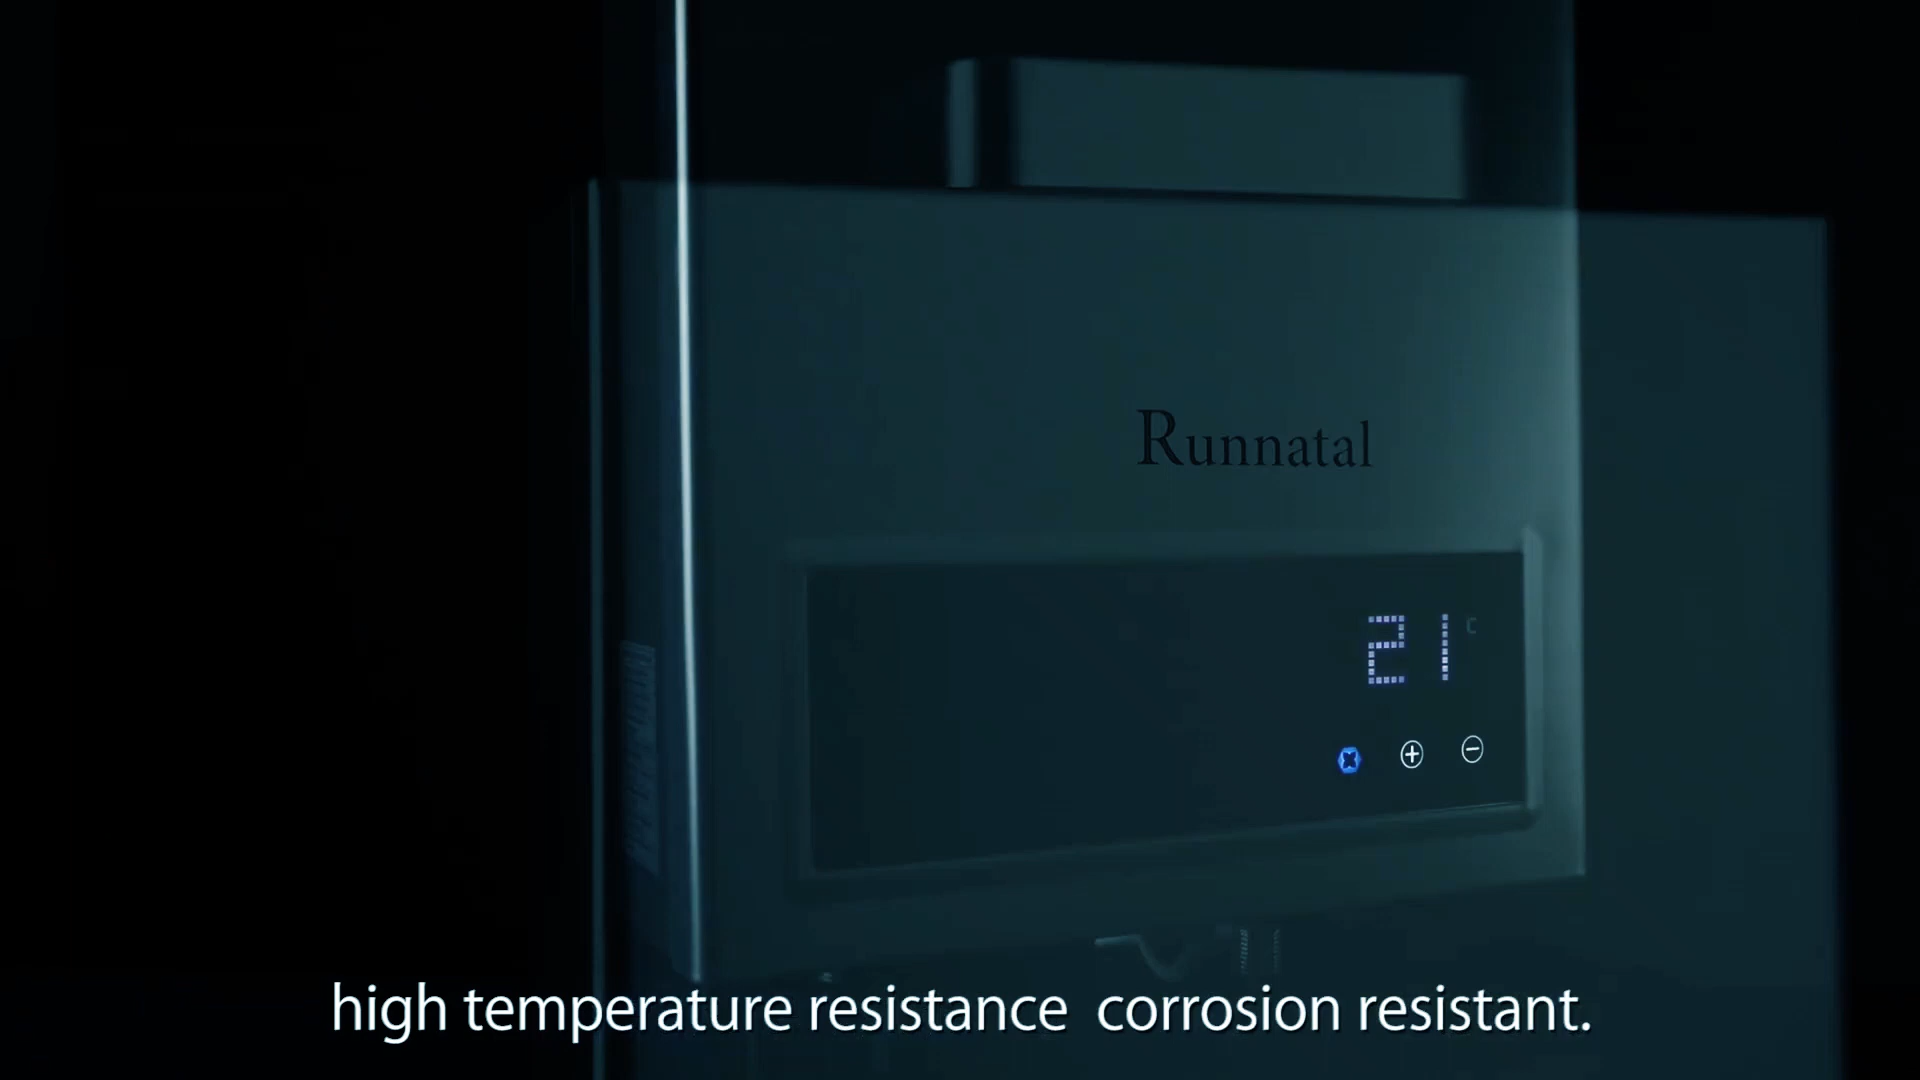 Runnatal
21 C
high temperature resistance  corrosion resistant.